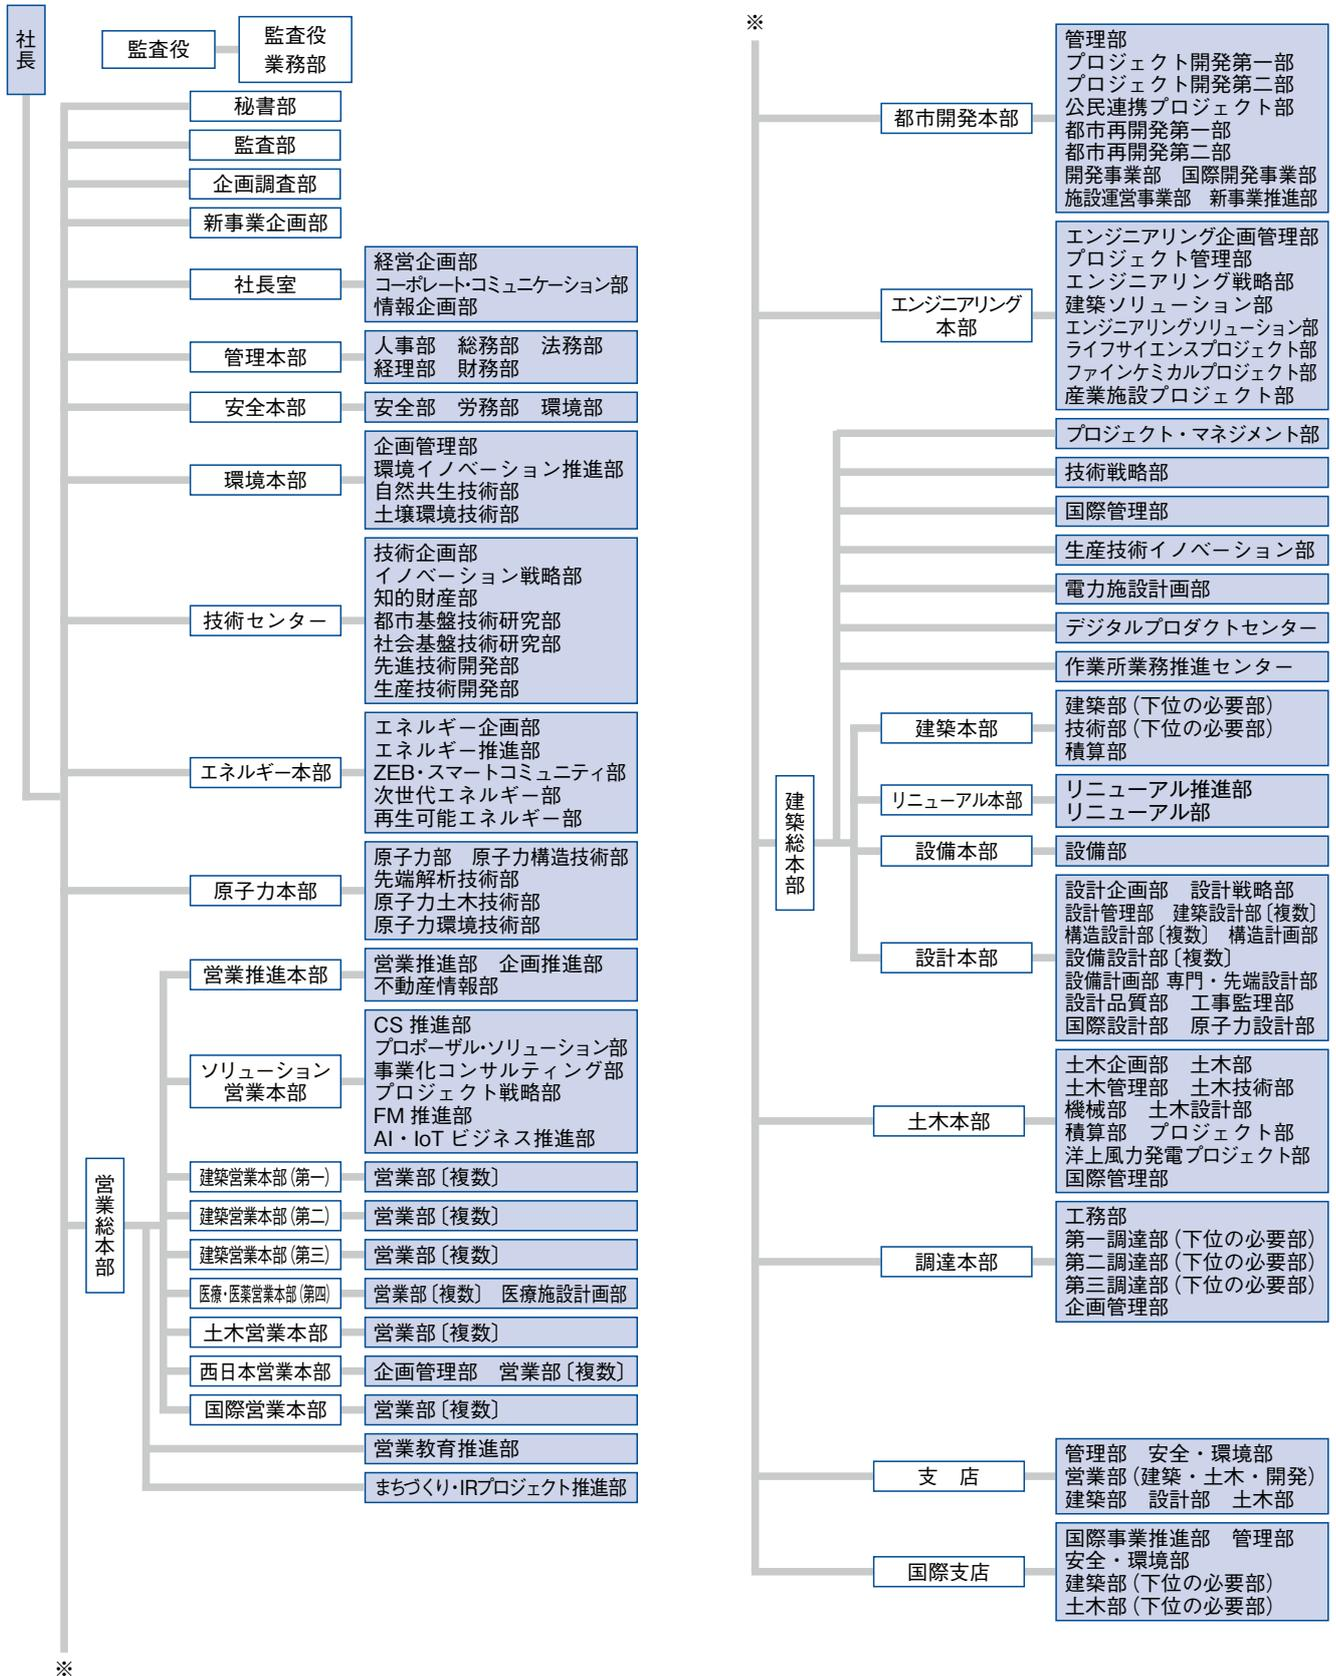 社長
監査役
監査役
業務部
秘書部
監査部
企画調査部
新事業企画部
社長室
経営企画部
コーポレート・コミュニケーション部
情報企画部
管理本部
人事部　総務部　法務部
経理部　財務部
安全本部
安全部　労務部　環境部
環境本部
企画管理部
環境イノベーション推進部
自然共生技術部
土壌環境技術部
技術センター
技術企画部
イノベーション戦略部
知的財産部
都市基盤技術研究部
社会基盤技術研究部
先進技術開発部
生産技術開発部
エネルギー本部
エネルギー企画部
エネルギー推進部
ZEB・スマートコミュニティ部
次世代エネルギー部
再生可能エネルギー部
原子力本部
原子力部　原子力構造技術部
先端解析技術部
原子力土木技術部
原子力環境技術部
営業総本部
営業推進本部
営業推進部　企画推進部
不動産情報部
ソリューション
営業本部
CS 推進部
プロポーザル・ソリューション部
事業化コンサルティング部
プロジェクト戦略部
FM 推進部
AI・IoT ビジネス推進部
建築営業本部（第一）
営業部〔複数〕
建築営業本部（第二）
営業部〔複数〕
建築営業本部（第三）
営業部〔複数〕
医療・医薬営業本部（第四）
営業部〔複数〕　医療施設計画部
土木営業本部
営業部〔複数〕
西日本営業本部
企画管理部　営業部〔複数〕
国際営業本部
営業部〔複数〕
営業教育推進部
まちづくり・IRプロジェクト推進部
※
※
都市開発本部
管理部
プロジェクト開発第一部
プロジェクト開発第二部
公民連携プロジェクト部
都市再開発第一部
都市再開発第二部
開発事業部　国際開発事業部
施設運営事業部　新事業推進部
エンジニアリング
本部
エンジニアリング企画管理部
プロジェクト管理部
エンジニアリング戦略部
建築ソリューション部
エンジニアリングソリューション部
ライフサイエンスプロジェクト部
ファインケミカルプロジェクト部
産業施設プロジェクト部
建築総本部
プロジェクト・マネジメント部
技術戦略部
国際管理部
生産技術イノベーション部
電力施設計画部
デジタルプロダクトセンター
作業所業務推進センター
建築本部
建築部（下位の必要部）
技術部（下位の必要部）
積算部
リニューアル本部
リニューアル推進部
リニューアル部
設備本部
設備部
設計本部
設計企画部　設計戦略部
設計管理部　建築設計部〔複数〕
構造設計部〔複数〕　構造計画部
設備設計部〔複数〕
設備計画部 専門・先端設計部
設計品質部　工事監理部
国際設計部　原子力設計部
土木本部
土木企画部　土木部
土木管理部　土木技術部
機械部　土木設計部
積算部　プロジェクト部
洋上風力発電プロジェクト部
国際管理部
調達本部
工務部
第一調達部（下位の必要部）
第二調達部（下位の必要部）
第三調達部（下位の必要部）
企画管理部
支　店
管理部　安全・環境部
営業部（建築・土木・開発）
建築部　設計部　土木部
国際支店
国際事業推進部　管理部
安全・環境部
建築部（下位の必要部）
土木部（下位の必要部）